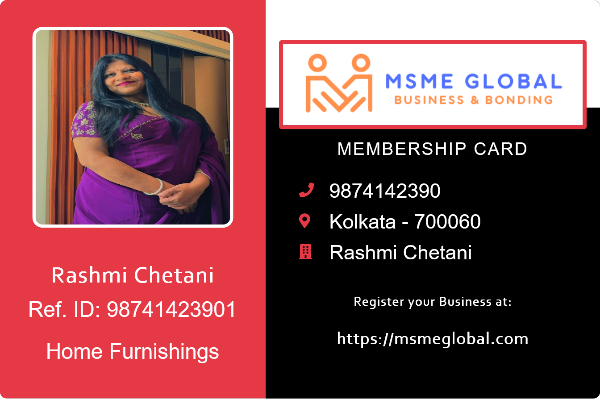 Rashmi Chetani
Ref. ID: 98741423901
Home Furnishings
MSME GLOBAL
BUSINESS & BONDING
MEMBERSHIP CARD
9874142390
Kolkata - 700060
Rashmi Chetani
Register your Business at:
https://msmeglobal.com